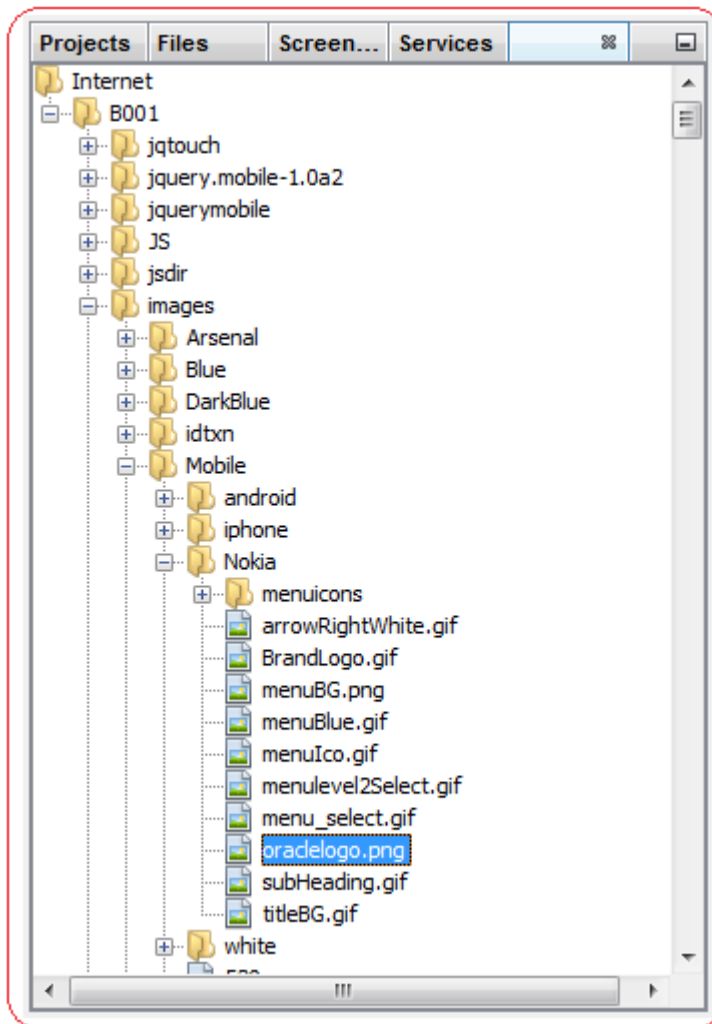 Projects Files Screen... Services
Internet
B001
jqtouch
jquery.mobile-1.0a2
jquerymobile
JS
jsdir
images
Arsenal
Blue
DarkBlue
idtxn
Mobile
android
iphone
Nokia
menuicons
arrowRightWhite.gif
BrandLogo.gif
menuBG.png
menuBlue.gif
menuIco.gif
menulevel2Select.gif
menu_select.gif
oraclelogo.png
subHeading.gif
titleBG.gif
white